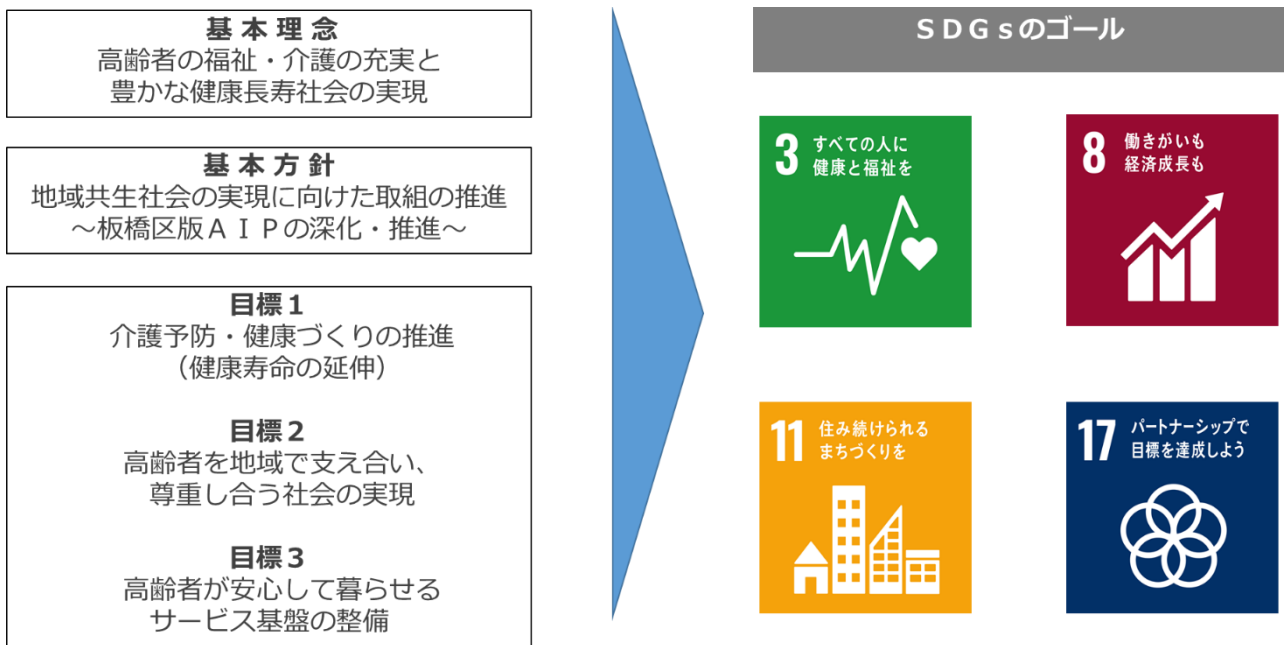 基本理念
高齢者の福祉・介護の充実と
豊かな健康長寿社会の実現
基本方針
地域共生社会の実現に向けた取組の推進
~板橋区版AIPの深化・推進~
目標1
介護予防・健康づくりの推進
(健康寿命の延伸)
目標2
高齢者を地域で支え合い、
尊重し合う社会の実現
目標3
高齢者が安心して暮らせる
サービス基盤の整備
SDGsのゴール
3 すべての人に
健康と福祉を
8 働きがいも
経済成長も
11 住み続けられる
まちづくりを
17 パートナーシップで
目標を達成しよう